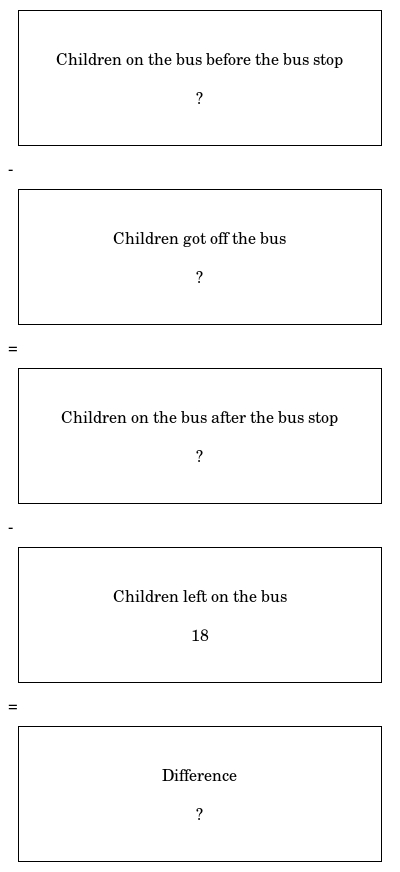 Children on the bus before the bus stop
?
-
Children got off the bus
?
=
Children on the bus after the bus stop
?
-
Children left on the bus
18
=
Difference
?